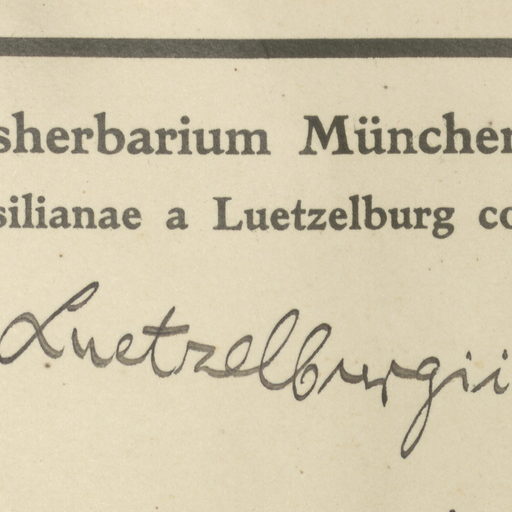 sherbarium München
silianae a Luetzelburg co
Luetzelburgii